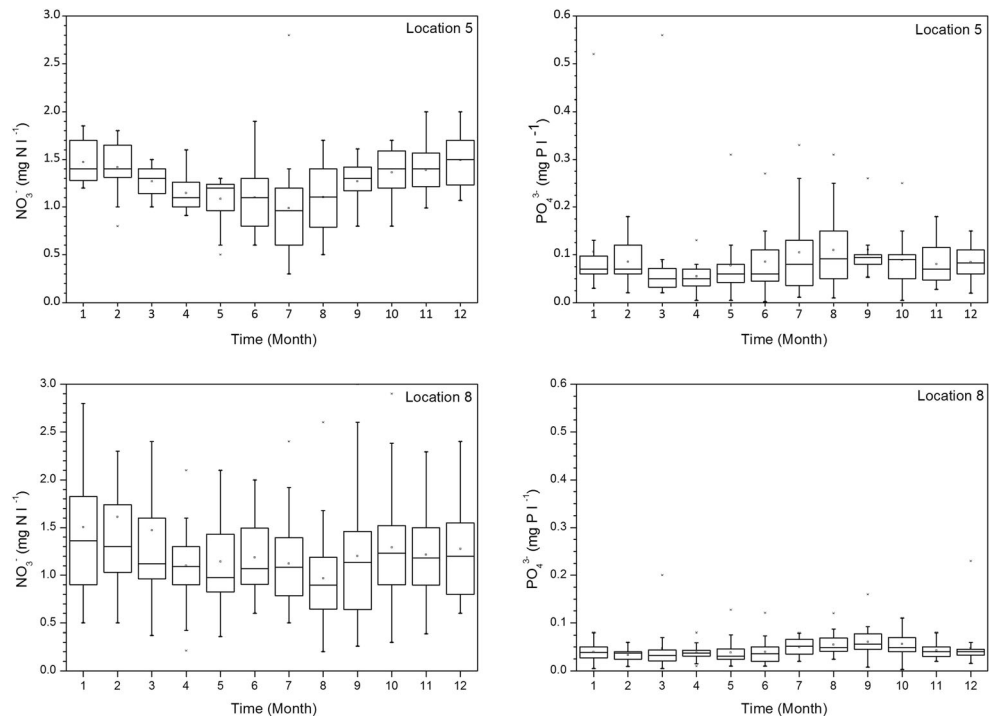 Location 5
3.0
2.5
2.0
1.5
1.0
0.5
0.0
NO₃⁻ (mg N l⁻¹)
1 2 3 4 5 6 7 8 9 10 11 12
Time (Month)
Location 5
0.6
0.5
0.4
0.3
0.2
0.1
0.0
PO₄³⁻ (mg P l⁻¹)
1 2 3 4 5 6 7 8 9 10 11 12
Time (Month)
Location 8
3.0
2.5
2.0
1.5
1.0
0.5
0.0
NO₃⁻ (mg N l⁻¹)
1 2 3 4 5 6 7 8 9 10 11 12
Time (Month)
Location 8
0.6
0.5
0.4
0.3
0.2
0.1
0.0
PO₄³⁻ (mg P l⁻¹)
1 2 3 4 5 6 7 8 9 10 11 12
Time (Month)